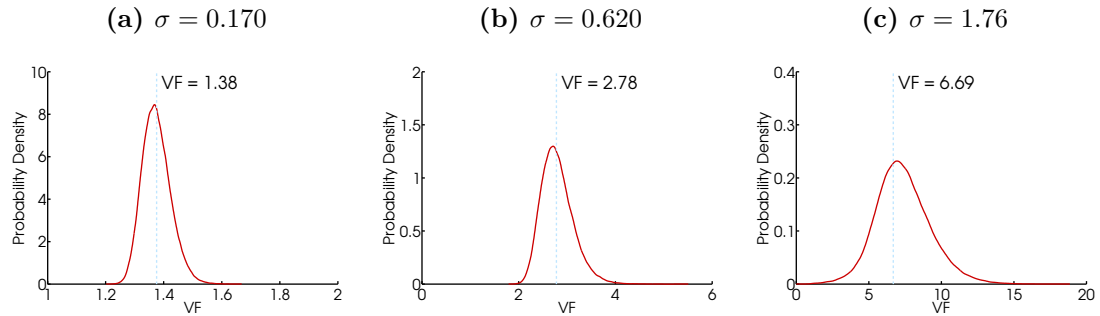 (a) σ = 0.170
Probability Density
10
8
6
4
2
0
VF = 1.38
1
1.2
1.4
1.6
1.8
2
VF
(b) σ = 0.620
Probability Density
2
1.5
1
0.5
0
VF = 2.78
0
2
4
6
VF
(c) σ = 1.76
Probability Density
0.4
0.3
0.2
0.1
0
VF = 6.69
0
5
10
15
20
VF